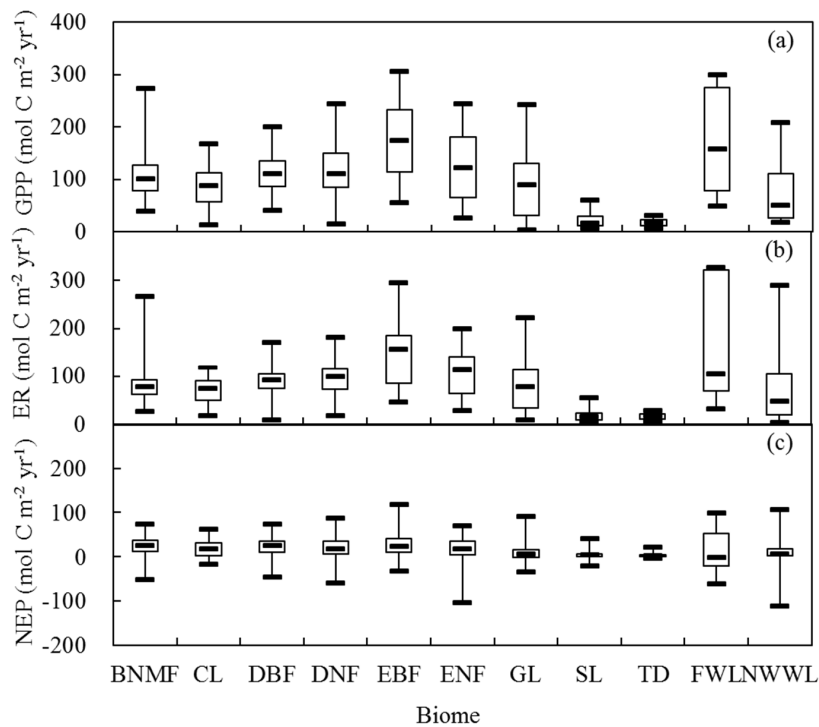 400
(a)
300
200
100
0
GPP (mol C m-2 yr-1)
(b)
300
200
100
0
ER (mol C m-2 yr-1)
(c)
200
100
0
-100
-200
NEP (mol C m-2 yr-1)
BNMF CL DBF DNF EBF ENF GL SL TD FWL NWWL
Biome